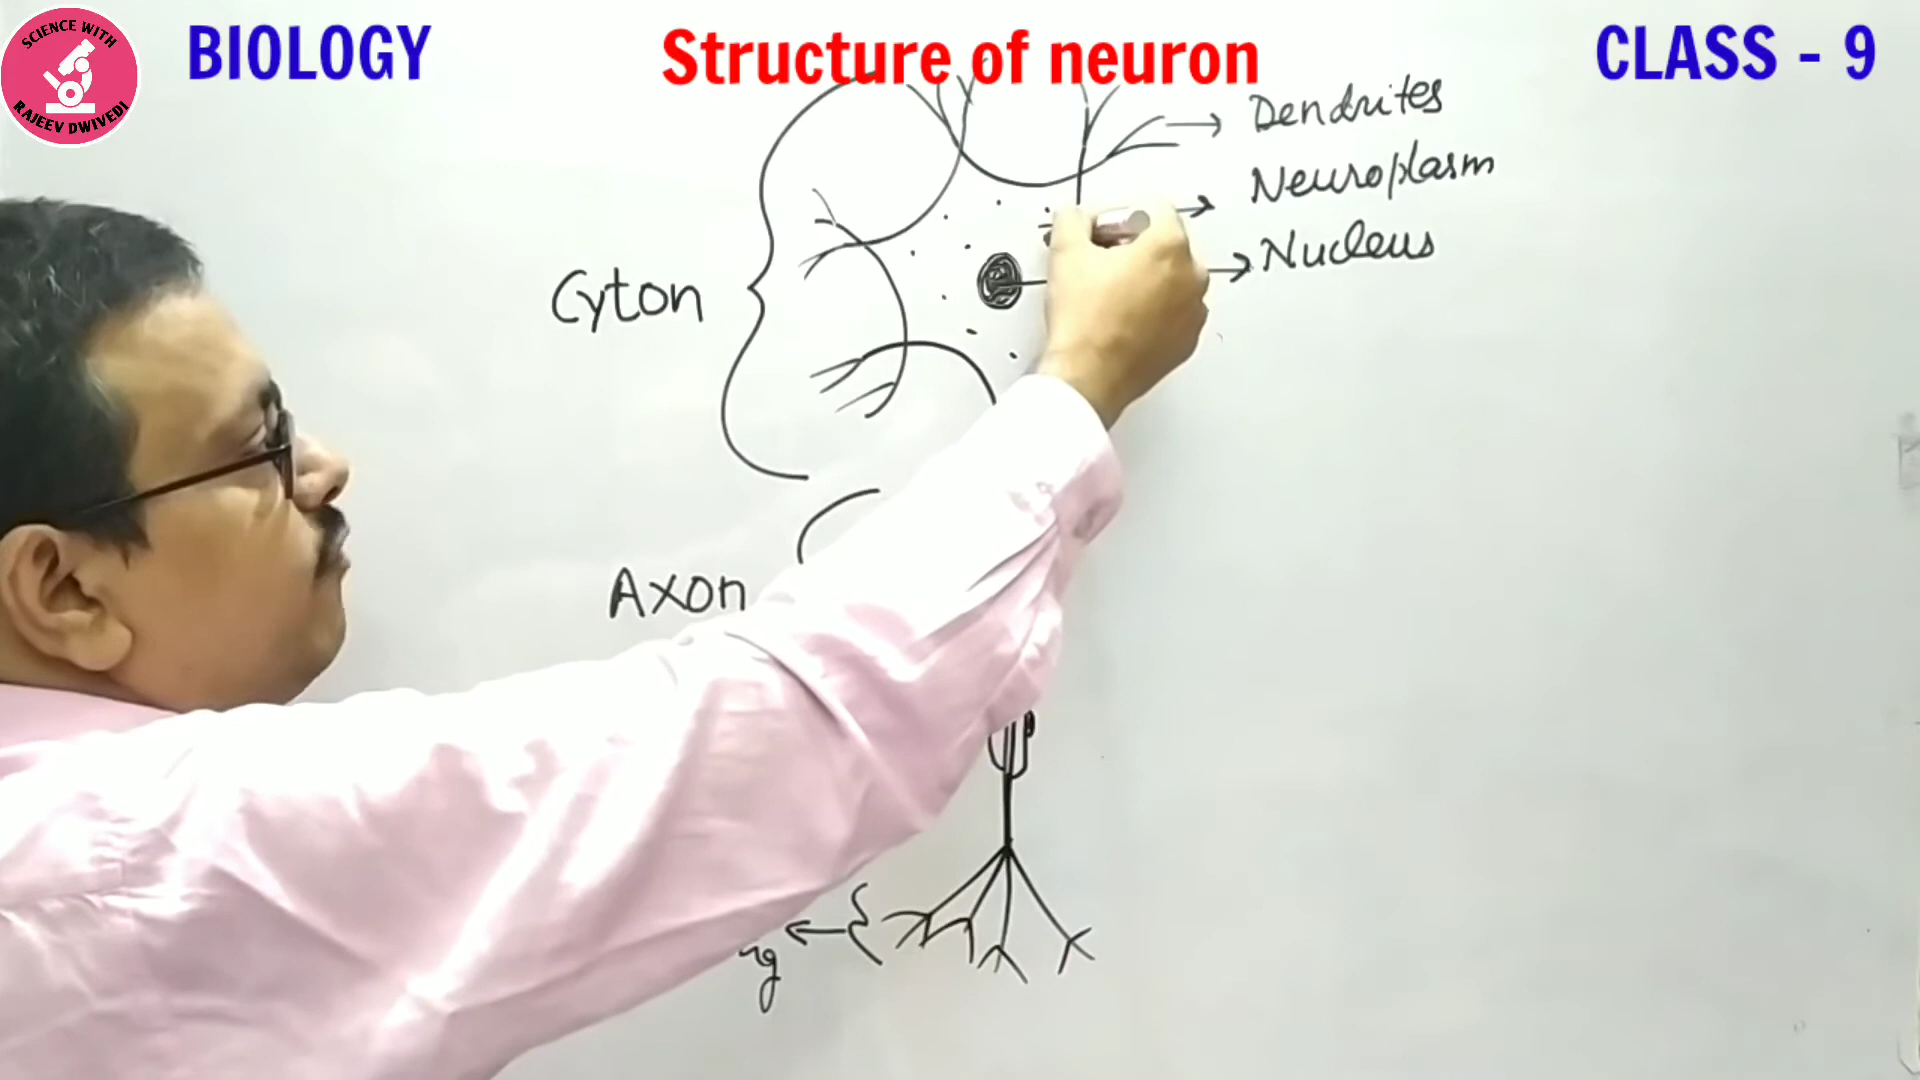 SCIENCE WITH
RAJEEV DWIVEDI
BIOLOGY
Structure of neuron
CLASS - 9
Dendrites
Neuroplasm
Nucleus
Cyton
Axon